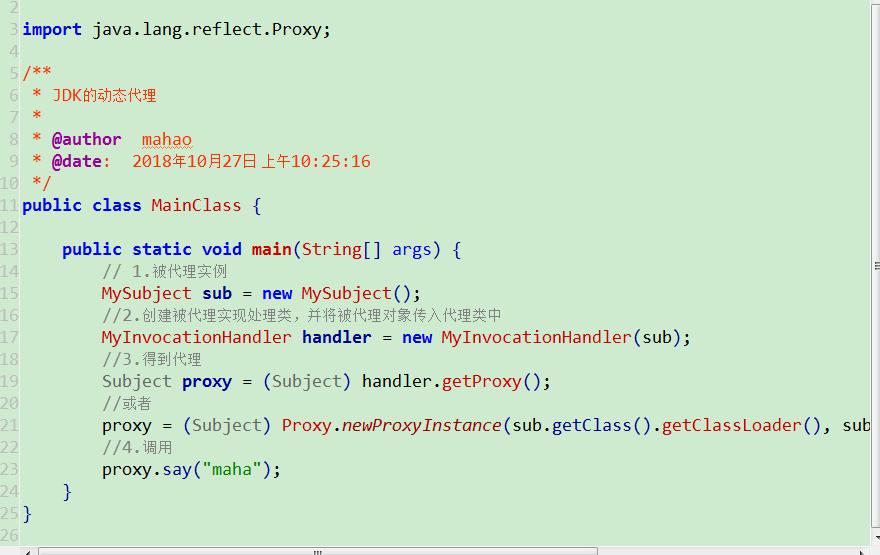 2
3 import java.lang.reflect.Proxy;
4
5 /**
6  * JDK的动态代理
7  *
8  * @author  mahao
9  * @date:  2018年10月27日 上午10:25:16
10  */
11 public class MainClass {
12
13     public static void main(String[] args) {
14         // 1.被代理实例
15         MySubject sub = new MySubject();
16         //2.创建被代理实现处理类，并将被代理对象传入代理类中
17         MyInvocationHandler handler = new MyInvocationHandler(sub);
18         //3.得到代理
19         Subject proxy = (Subject) handler.getProxy();
20         //或者
21         proxy = (Subject) Proxy.newProxyInstance(sub.getClass().getClassLoader(), sub
22         //4.调用
23         proxy.say("maha");
24     }
25 }
26